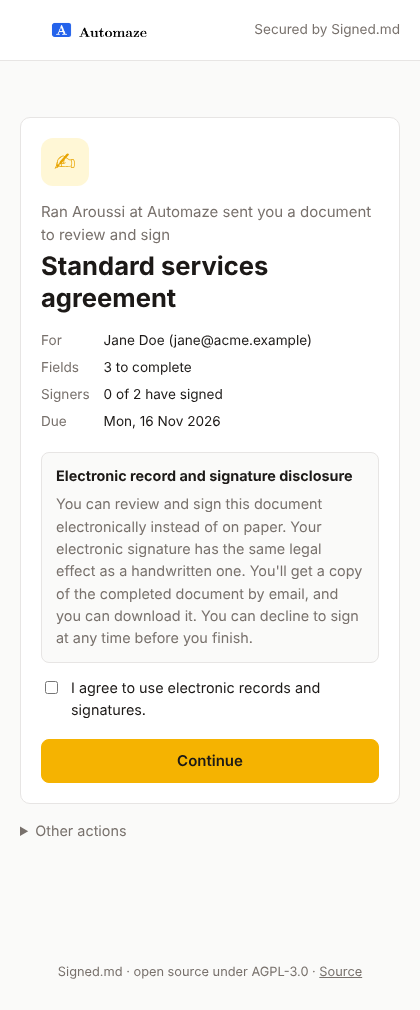 A Automaze
Secured by Signed.md
Ran Aroussi at Automaze sent you a document
to review and sign
Standard services
agreement
For Jane Doe (jane@acme.example)
Fields 3 to complete
Signers 0 of 2 have signed
Due Mon, 16 Nov 2026
Electronic record and signature disclosure
You can review and sign this document
electronically instead of on paper. Your
electronic signature has the same legal
effect as a handwritten one. You'll get a copy
of the completed document by email, and
you can download it. You can decline to sign
at any time before you finish.
I agree to use electronic records and
signatures.
Continue
Other actions
Signed.md · open source under AGPL-3.0 · Source